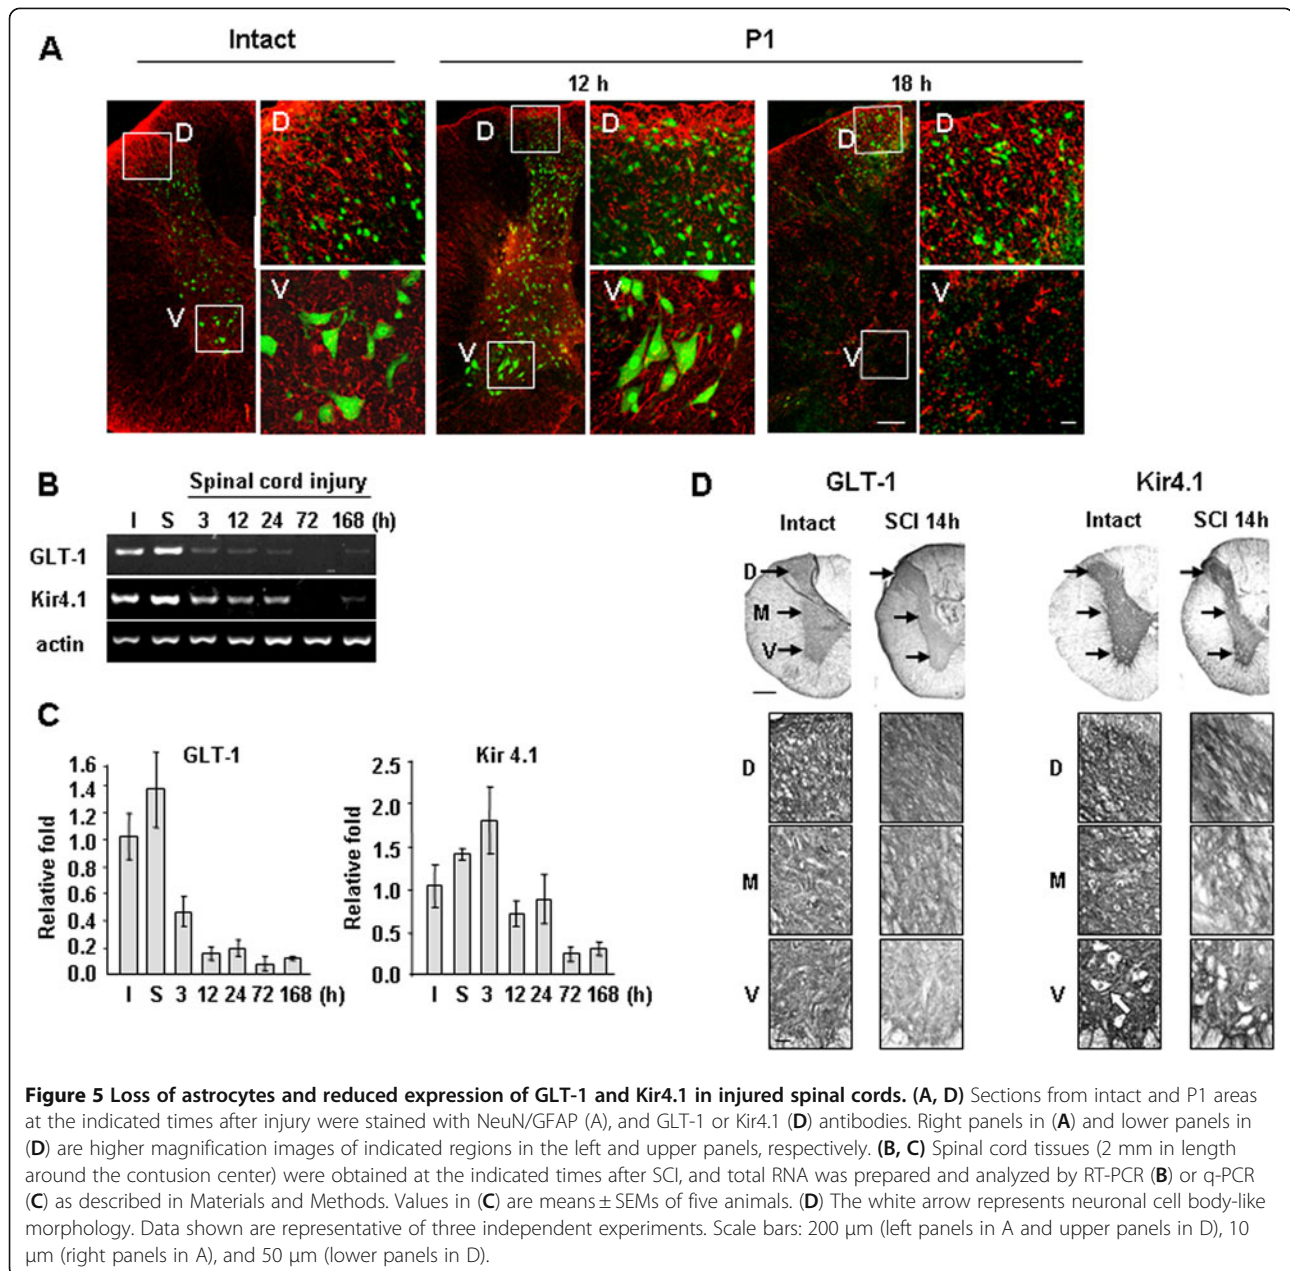 A
Intact
P1
12 h
18 h
D
D
D
D
D
D
V
V
V
V
V
V
B
Spinal cord injury
I S 3 12 24 72 168 (h)
GLT-1
Kir4.1
actin
C
GLT-1
Relative fold
1.6
1.4
1.2
1.0
0.8
0.6
0.4
0.2
0.0
I S 3 12 24 72 168 (h)
Kir 4.1
Relative fold
2.5
2.0
1.5
1.0
0.5
0.0
I S 3 12 24 72 168 (h)
D
GLT-1
Kir4.1
Intact
SCI 14h
Intact
SCI 14h
D
M
V
D
M
V
D
M
V
Figure 5 Loss of astrocytes and reduced expression of GLT-1 and Kir4.1 in injured spinal cords. (A, D) Sections from intact and P1 areas
at the indicated times after injury were stained with NeuN/GFAP (A), and GLT-1 or Kir4.1 (D) antibodies. Right panels in (A) and lower panels in
(D) are higher magnification images of indicated regions in the left and upper panels, respectively. (B, C) Spinal cord tissues (2 mm in length
around the contusion center) were obtained at the indicated times after SCI, and total RNA was prepared and analyzed by RT-PCR (B) or q-PCR
(C) as described in Materials and Methods. Values in (C) are means ± SEMs of five animals. (D) The white arrow represents neuronal cell body-like
morphology. Data shown are representative of three independent experiments. Scale bars: 200 μm (left panels in A and upper panels in D), 10
μm (right panels in A), and 50 μm (lower panels in D).